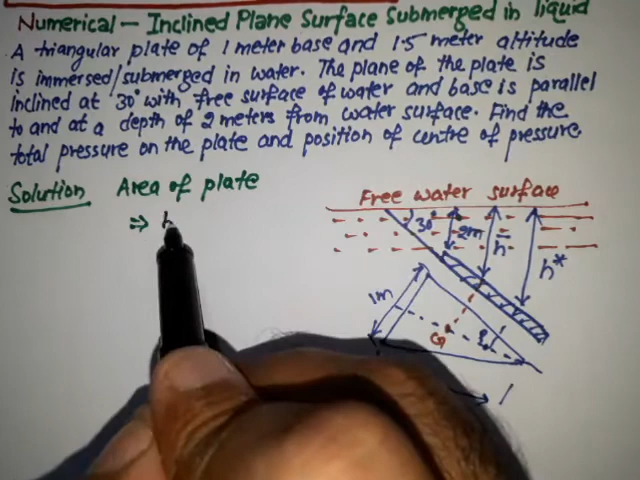 Numerical - Inclined Plane Surface Submerged in liquid
A triangular plate of 1 meter base and 1.5 meter altitude
is immersed/submerged in water. The plane of the plate is
inclined at 30° with free surface of water and base is parallel
to and at a depth of 2 meters from water surface. Find the
total pressure on the plate and position of centre of pressure.
Solution Area of plate
⇒
Free water surface
30° 2m h̄ h*
1m
G